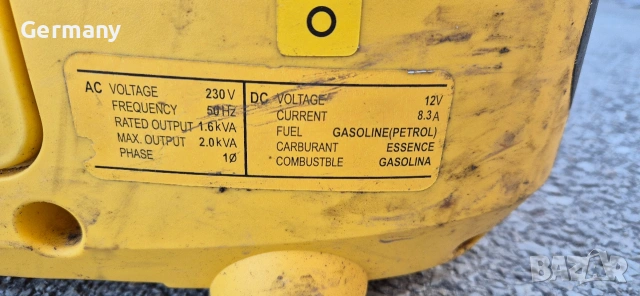 Germany
O
AC VOLTAGE 230 V
FREQUENCY 50 Hz
RATED OUTPUT 1.6 kVA
MAX. OUTPUT 2.0 kVA
PHASE 1Ø
DC VOLTAGE 12V
CURRENT 8.3 A
FUEL GASOLINE(PETROL)
CARBURANT ESSENCE
COMBUSTBLE GASOLINA
BAZAR